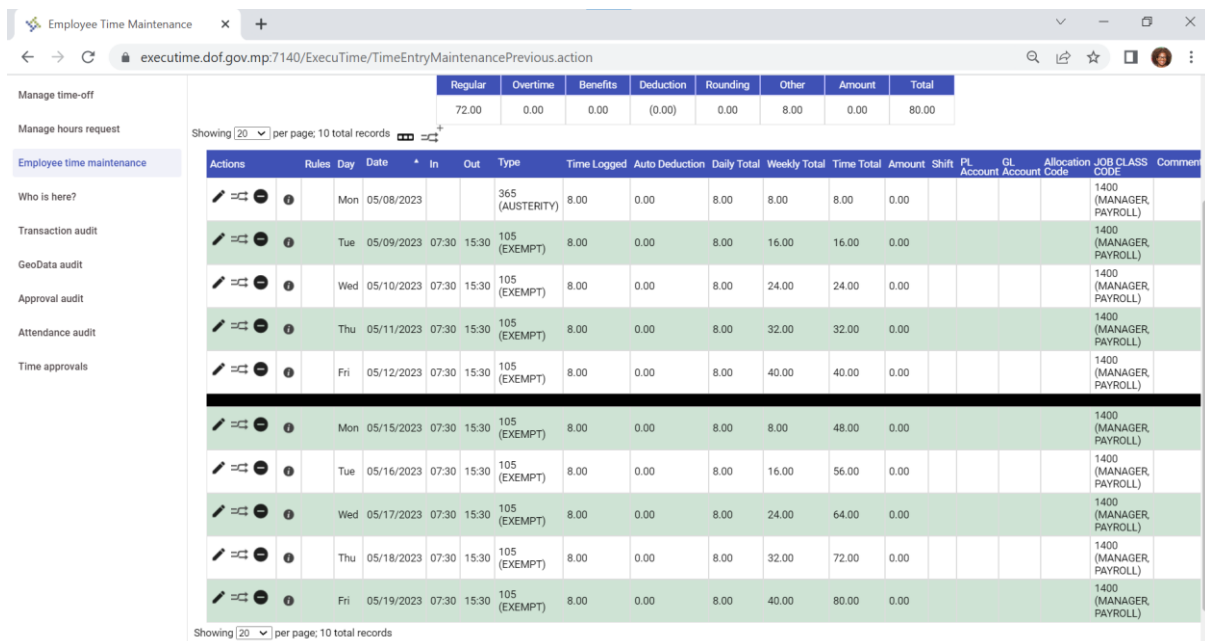 Employee Time Maintenance
executime.dof.gov.mp:7140/ExecuTime/TimeEntryMaintenancePrevious.action
Manage time-off
Manage hours request
Employee time maintenance
Who is here?
Transaction audit
GeoData audit
Approval audit
Attendance audit
Time approvals
Regular Overtime Benefits Deduction Rounding Other Amount Total
72.00 0.00 0.00 (0.00) 0.00 8.00 0.00 80.00
Showing 20 per page; 10 total records
Actions Rules Day Date In Out Type Time Logged Auto Deduction Daily Total Weekly Total Time Total Amount Shift PL Account GL Account Allocation Code JOB CLASS CODE Comment
Mon 05/08/2023 365 (AUSTERITY) 8.00 0.00 8.00 8.00 8.00 0.00 1400 (MANAGER, PAYROLL)
Tue 05/09/2023 07:30 15:30 105 (EXEMPT) 8.00 0.00 8.00 16.00 16.00 0.00 1400 (MANAGER, PAYROLL)
Wed 05/10/2023 07:30 15:30 105 (EXEMPT) 8.00 0.00 8.00 24.00 24.00 0.00 1400 (MANAGER, PAYROLL)
Thu 05/11/2023 07:30 15:30 105 (EXEMPT) 8.00 0.00 8.00 32.00 32.00 0.00 1400 (MANAGER, PAYROLL)
Fri 05/12/2023 07:30 15:30 105 (EXEMPT) 8.00 0.00 8.00 40.00 40.00 0.00 1400 (MANAGER, PAYROLL)
Mon 05/15/2023 07:30 15:30 105 (EXEMPT) 8.00 0.00 8.00 8.00 48.00 0.00 1400 (MANAGER, PAYROLL)
Tue 05/16/2023 07:30 15:30 105 (EXEMPT) 8.00 0.00 8.00 16.00 56.00 0.00 1400 (MANAGER, PAYROLL)
Wed 05/17/2023 07:30 15:30 105 (EXEMPT) 8.00 0.00 8.00 24.00 64.00 0.00 1400 (MANAGER, PAYROLL)
Thu 05/18/2023 07:30 15:30 105 (EXEMPT) 8.00 0.00 8.00 32.00 72.00 0.00 1400 (MANAGER, PAYROLL)
Fri 05/19/2023 07:30 15:30 105 (EXEMPT) 8.00 0.00 8.00 40.00 80.00 0.00 1400 (MANAGER, PAYROLL)
Showing 20 per page; 10 total records